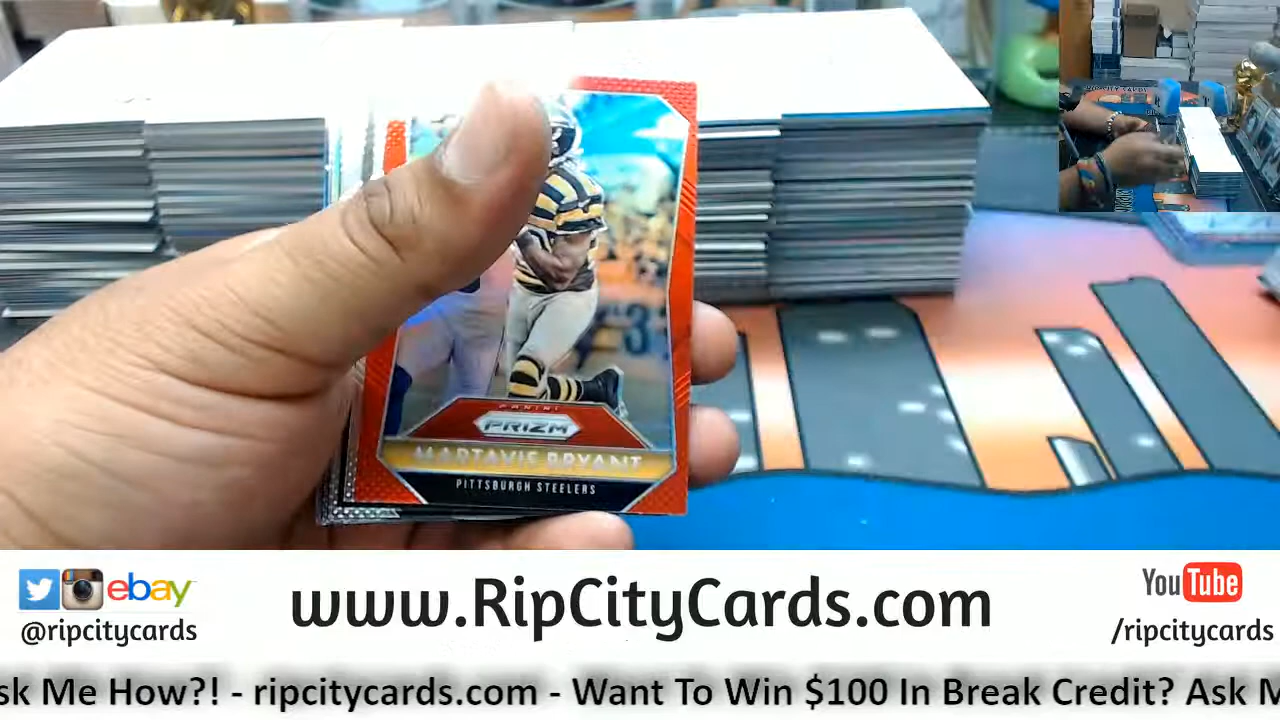 PANINI
PRIZM
MARTAVIS BRYANT
PITTSBURGH STEELERS
ebay
@ripcitycards
www.RipCityCards.com
YouTube
/ripcitycards
sk Me How?! - ripcitycards.com - Want To Win $100 In Break Credit? Ask M